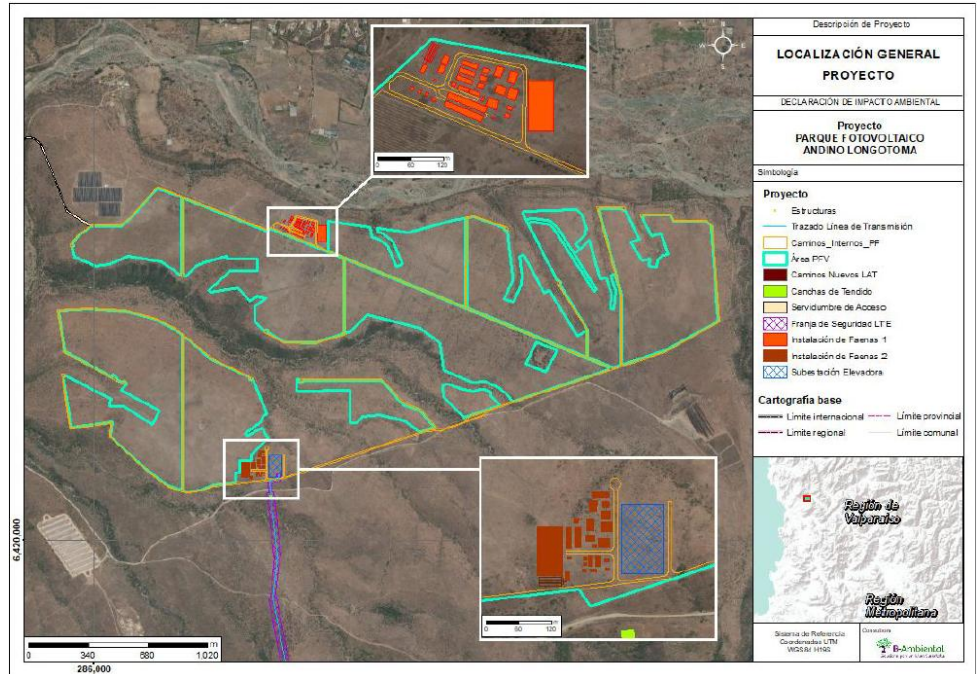 Descripción de Proyecto
LOCALIZACIÓN GENERAL
PROYECTO
DECLARACIÓN DE IMPACTO AMBIENTAL
Proyecto
PARQUE FOTOVOLTAICO
ANDINO LONGOTOMA
Simbología
Proyecto
Estructuras
Trazado Línea de Transmisión
Caminos_Internos_PF
Área PFV
Caminos Nuevos LAT
Canchas de Tendido
Servidumbre de Acceso
Franja de Seguridad LTE
Instalación de Faenas 1
Instalación de Faenas 2
Subestación Elevadora
Cartografía base
Límite internacional
Límite provincial
Límite regional
Límite comunal
Región de
Valparaíso
Región
Metropolitana
Sistema de Referencia
Coordenadas UTM
WGS84 H19S
Consultora
B-Ambiental
N
W
E
S
0 60 120 m
0 60 120 m
6,420,000
0 340 680 1.020 m
286,000